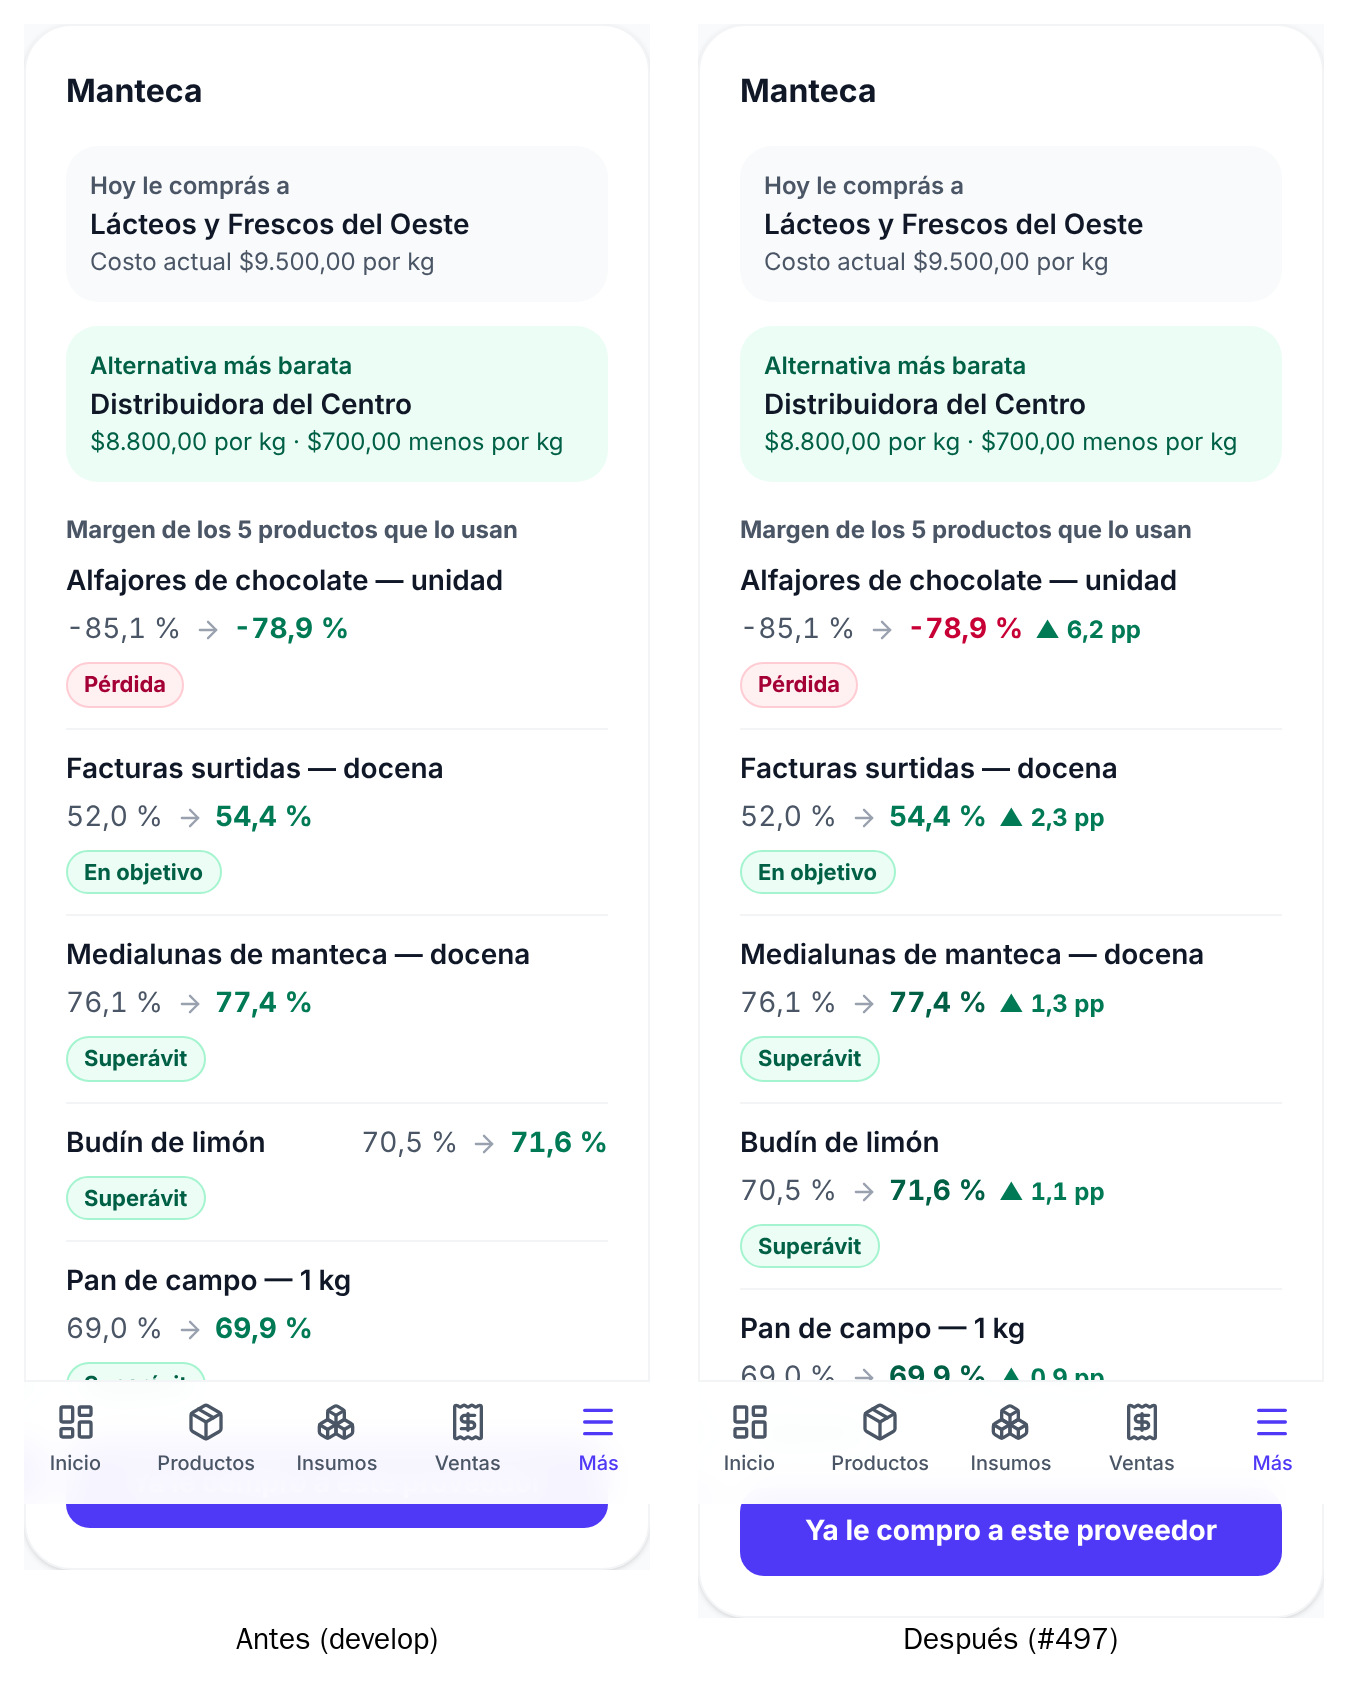 Manteca
Hoy le comprás a
Lácteos y Frescos del Oeste
Costo actual $9.500,00 por kg
Alternativa más barata
Distribuidora del Centro
$8.800,00 por kg · $700,00 menos por kg
Margen de los 5 productos que lo usan
Alfajores de chocolate — unidad
-85,1 % → -78,9 %
Pérdida
Facturas surtidas — docena
52,0 % → 54,4 %
En objetivo
Medialunas de manteca — docena
76,1 % → 77,4 %
Superávit
Budín de limón 70,5 % → 71,6 %
Superávit
Pan de campo — 1 kg
69,0 % → 69,9 %
Superávit
Inicio Productos Insumos Ventas Más
Antes (develop)
Manteca
Hoy le comprás a
Lácteos y Frescos del Oeste
Costo actual $9.500,00 por kg
Alternativa más barata
Distribuidora del Centro
$8.800,00 por kg · $700,00 menos por kg
Margen de los 5 productos que lo usan
Alfajores de chocolate — unidad
-85,1 % → -78,9 % ▲ 6,2 pp
Pérdida
Facturas surtidas — docena
52,0 % → 54,4 % ▲ 2,3 pp
En objetivo
Medialunas de manteca — docena
76,1 % → 77,4 % ▲ 1,3 pp
Superávit
Budín de limón
70,5 % → 71,6 % ▲ 1,1 pp
Superávit
Pan de campo — 1 kg
69,0 % → 69,9 % ▲ 0,9 pp
Inicio Productos Insumos Ventas Más
Ya le compro a este proveedor
Después (#497)